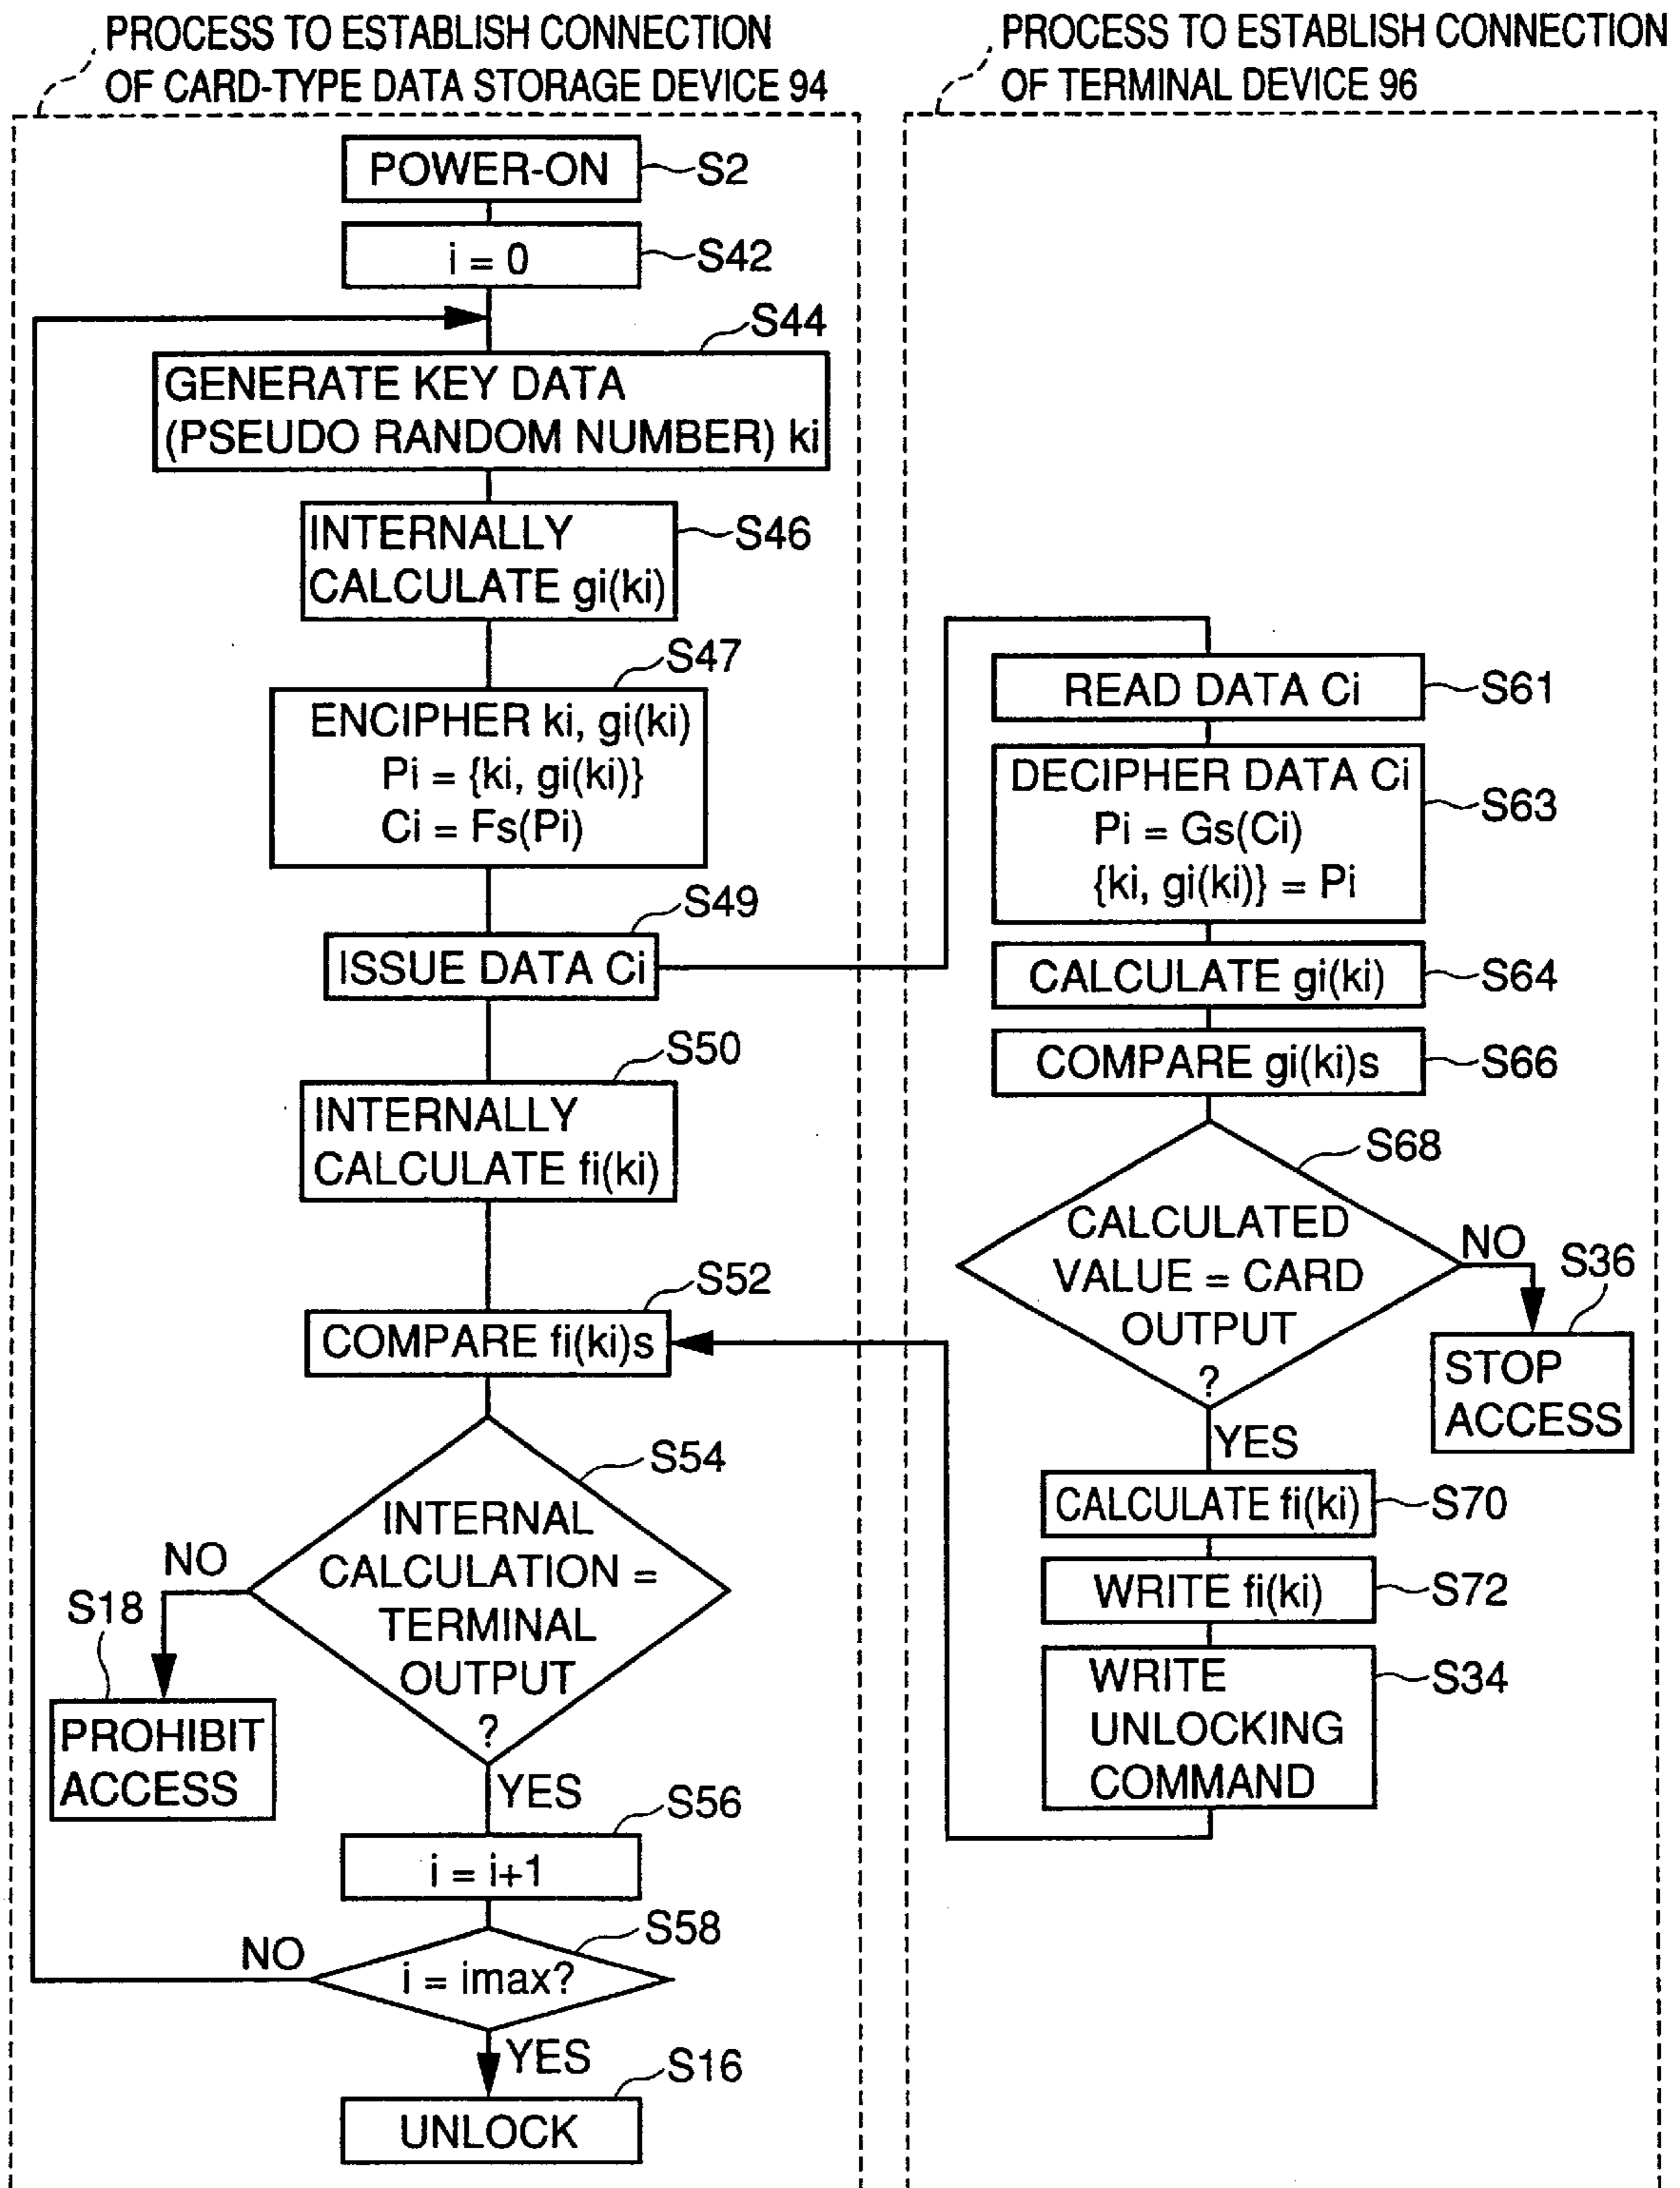 PROCESS TO ESTABLISH CONNECTION
OF CARD-TYPE DATA STORAGE DEVICE 94
POWER-ON
S2
i = 0
S42
S44
GENERATE KEY DATA
(PSEUDO RANDOM NUMBER) ki
INTERNALLY
CALCULATE gi(ki)
S46
S47
ENCIPHER ki, gi(ki)
Pi = {ki, gi(ki)}
Ci = Fs(Pi)
S49
ISSUE DATA Ci
S50
INTERNALLY
CALCULATE fi(ki)
S52
COMPARE fi(ki)s
S54
INTERNAL
CALCULATION =
TERMINAL
OUTPUT
?
NO
S18
PROHIBIT
ACCESS
YES
S56
i = i+1
S58
i = imax?
NO
YES
S16
UNLOCK
PROCESS TO ESTABLISH CONNECTION
OF TERMINAL DEVICE 96
READ DATA Ci
S61
DECIPHER DATA Ci
Pi = Gs(Ci)
{ki, gi(ki)} = Pi
S63
CALCULATE gi(ki)
S64
COMPARE gi(ki)s
S66
S68
CALCULATED
VALUE = CARD
OUTPUT
?
NO
S36
STOP
ACCESS
YES
CALCULATE fi(ki)
S70
WRITE fi(ki)
S72
WRITE
UNLOCKING
COMMAND
S34